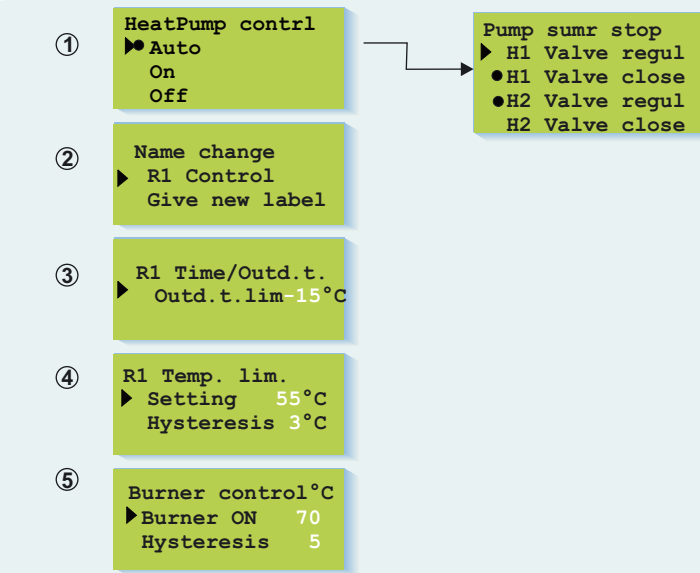 1
HeatPump contrl
Auto
On
Off
Pump sumr stop
H1 Valve regul
H1 Valve close
H2 Valve regul
H2 Valve close
2
Name change
R1 Control
Give new label
3
R1 Time/Outd.t.
Outd.t.lim-15°C
4
R1 Temp. lim.
Setting 55°C
Hysteresis 3°C
5
Burner control°C
Burner ON 70
Hysteresis 5